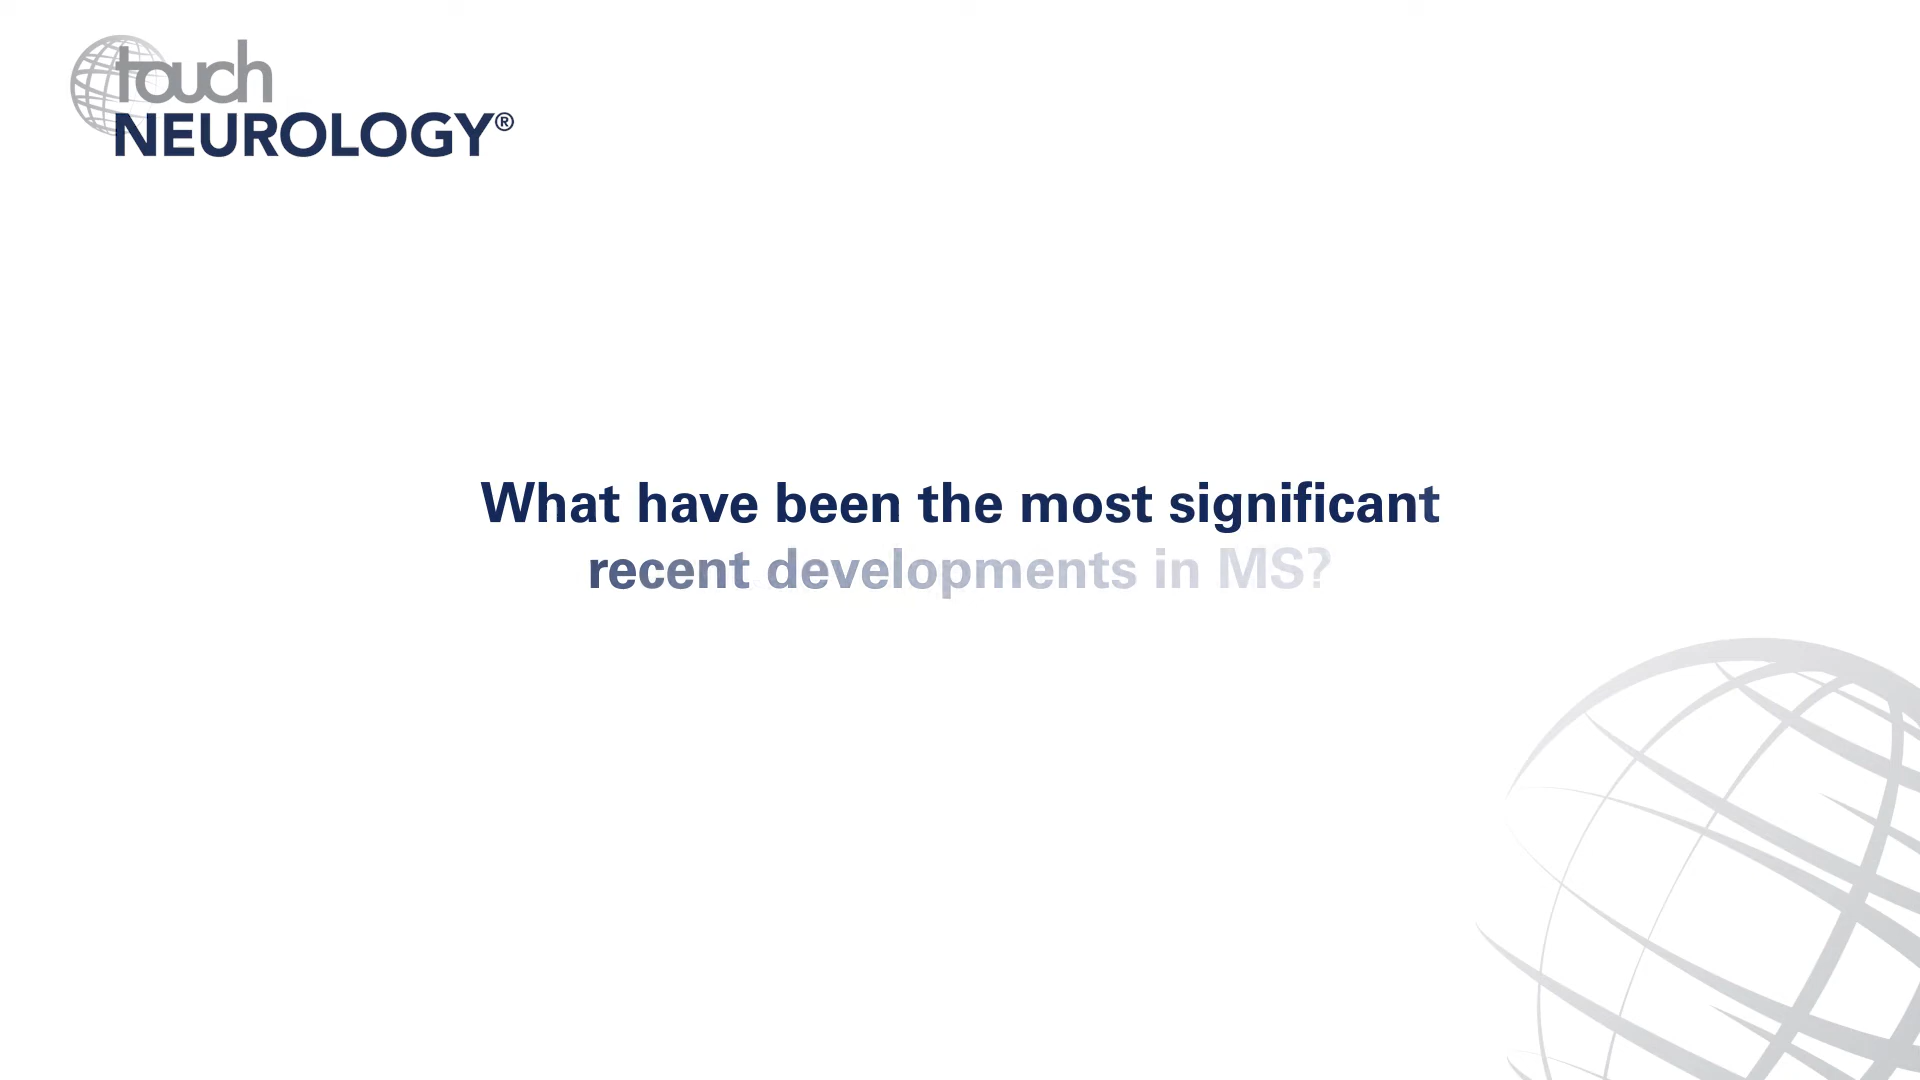 touch
NEUROLOGY®
What have been the most significant
recent developments in MS?